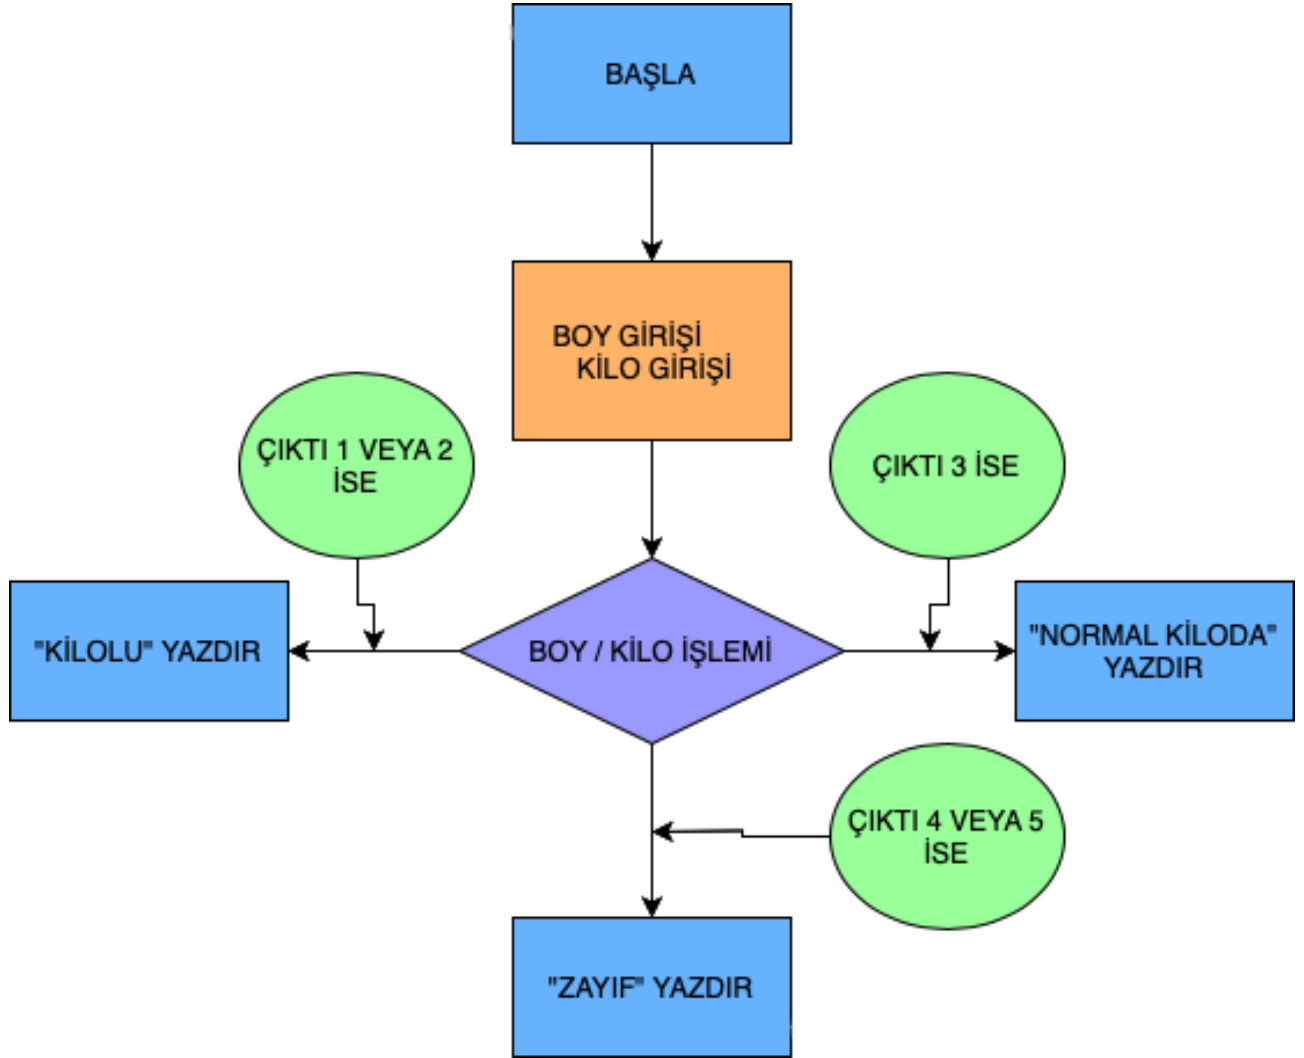 BAŞLA
BOY GİRİŞİ
KİLO GİRİŞİ
ÇIKTI 1 VEYA 2
İSE
ÇIKTI 3 İSE
"KİLOLU" YAZDIR
BOY / KİLO İŞLEMİ
"NORMAL KİLODA"
YAZDIR
ÇIKTI 4 VEYA 5
İSE
"ZAYIF" YAZDIR